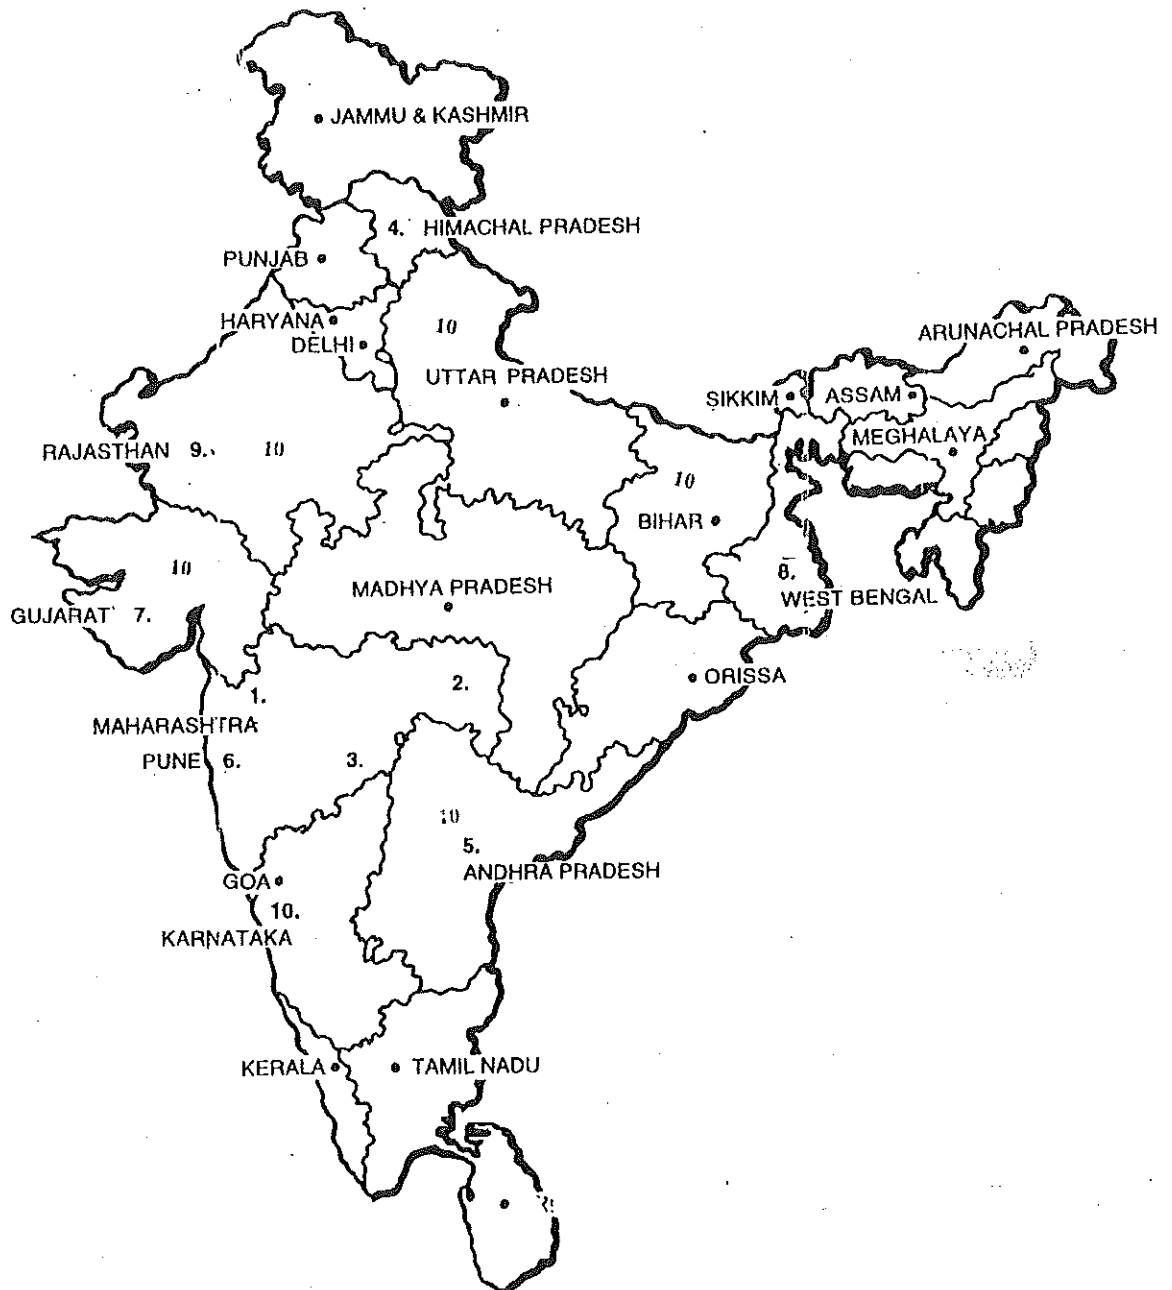 JAMMU & KASHMIR
4. HIMACHAL PRADESH
PUNJAB
HARYANA
10
DELHI
ARUNACHAL PRADESH
UTTAR PRADESH
SIKKIM
ASSAM
MEGHALAYA
RAJASTHAN 9.
10
10
BIHAR
10
MADHYA PRADESH
8.
WEST BENGAL
GUJARAT 7.
ORISSA
1.
2.
MAHARASHTRA
PUNE 6.
3.
10
5.
ANDHRA PRADESH
GOA
10.
KARNATAKA
KERALA
TAMIL NADU